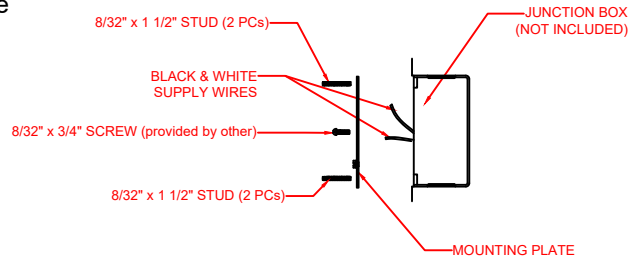 e
8/32" x 1 1/2" STUD (2 PCs)
JUNCTION BOX
(NOT INCLUDED)
BLACK & WHITE
SUPPLY WIRES
8/32" x 3/4" SCREW (provided by other)
8/32" x 1 1/2" STUD (2 PCs)
MOUNTING PLATE